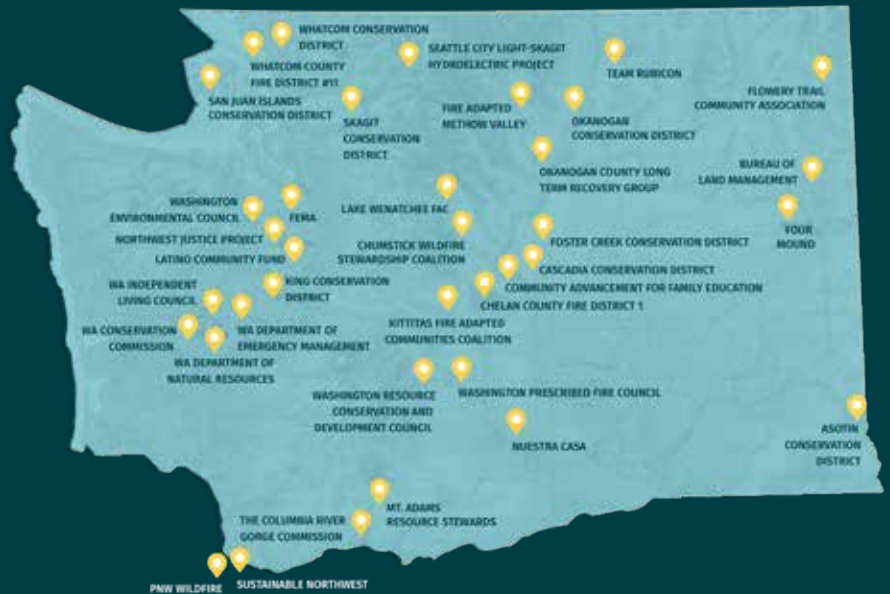 WHATCOM CONSERVATION
DISTRICT
WHATCOM COUNTY
FIRE DISTRICT #11
SAN JUAN ISLANDS
CONSERVATION DISTRICT
SKAGIT
CONSERVATION
DISTRICT
SEATTLE CITY LIGHT-SKAGIT
HYDROELECTRIC PROJECT
FIRE ADAPTED
METHOW VALLEY
TEAM RUBICON
OKANOGAN
CONSERVATION DISTRICT
FLOWERY TRAIL
COMMUNITY ASSOCIATION
OKANOGAN COUNTY LONG
TERM RECOVERY GROUP
BUREAU OF
LAND MANAGEMENT
FOUR
MOUND
WASHINGTON
ENVIRONMENTAL COUNCIL
FEMA
NORTHWEST JUSTICE PROJECT
LATINO COMMUNITY FUND
LAKE WENATCHEE FAC
CHUMSTICK WILDFIRE
STEWARDSHIP COALITION
FOSTER CREEK CONSERVATION DISTRICT
CASCADIA CONSERVATION DISTRICT
COMMUNITY ADVANCEMENT FOR FAMILY EDUCATION
CHELAN COUNTY FIRE DISTRICT 1
WA INDEPENDENT
LIVING COUNCIL
KING CONSERVATION
DISTRICT
WA CONSERVATION
COMMISSION
WA DEPARTMENT OF
EMERGENCY MANAGEMENT
WA DEPARTMENT OF
NATURAL RESOURCES
KITTITAS FIRE ADAPTED
COMMUNITIES COALITION
WASHINGTON RESOURCE
CONSERVATION AND
DEVELOPMENT COUNCIL
WASHINGTON PRESCRIBED FIRE COUNCIL
NUESTRA CASA
ASOTIN
CONSERVATION
DISTRICT
MT. ADAMS
RESOURCE STEWARDS
THE COLUMBIA RIVER
GORGE COMMISSION
PNW WILDFIRE
SUSTAINABLE NORTHWEST